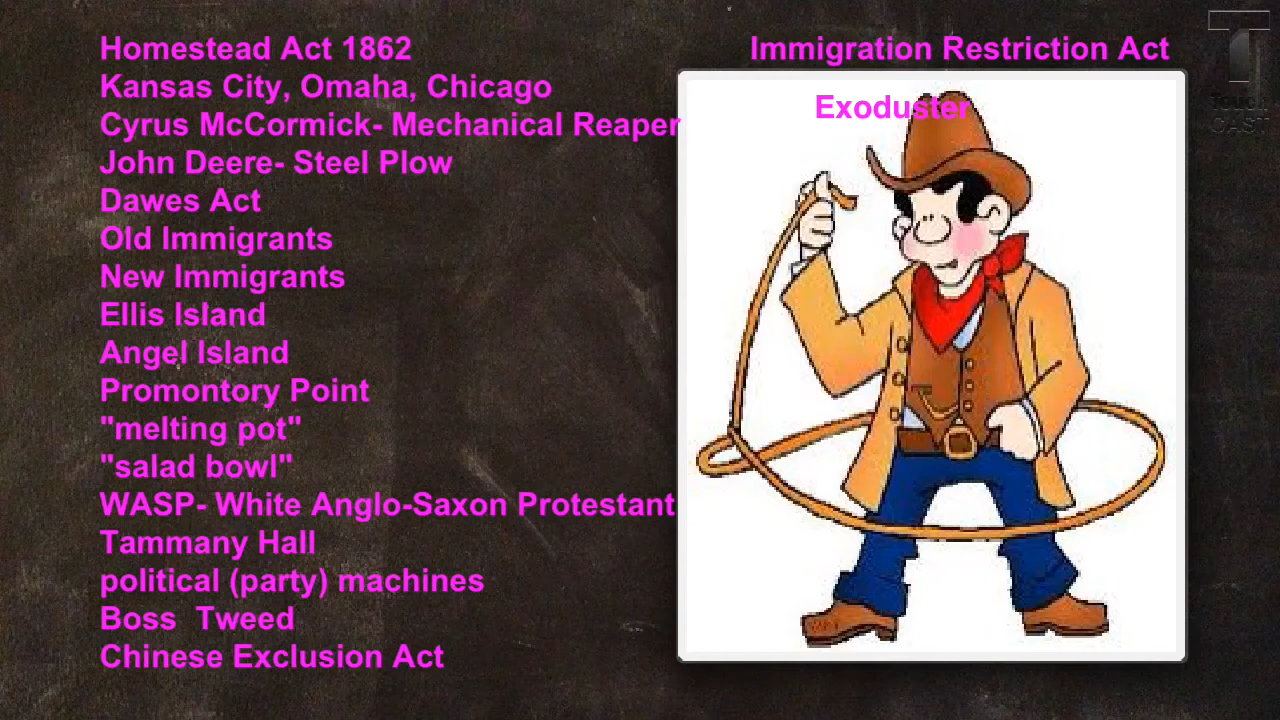 Homestead Act 1862
Kansas City, Omaha, Chicago
Cyrus McCormick- Mechanical Reaper
John Deere- Steel Plow
Dawes Act
Old Immigrants
New Immigrants
Ellis Island
Angel Island
Promontory Point
"melting pot"
"salad bowl"
WASP- White Anglo-Saxon Protestant
Tammany Hall
political (party) machines
Boss  Tweed
Chinese Exclusion Act
Immigration Restriction Act
Exoduster
Touch
CAST